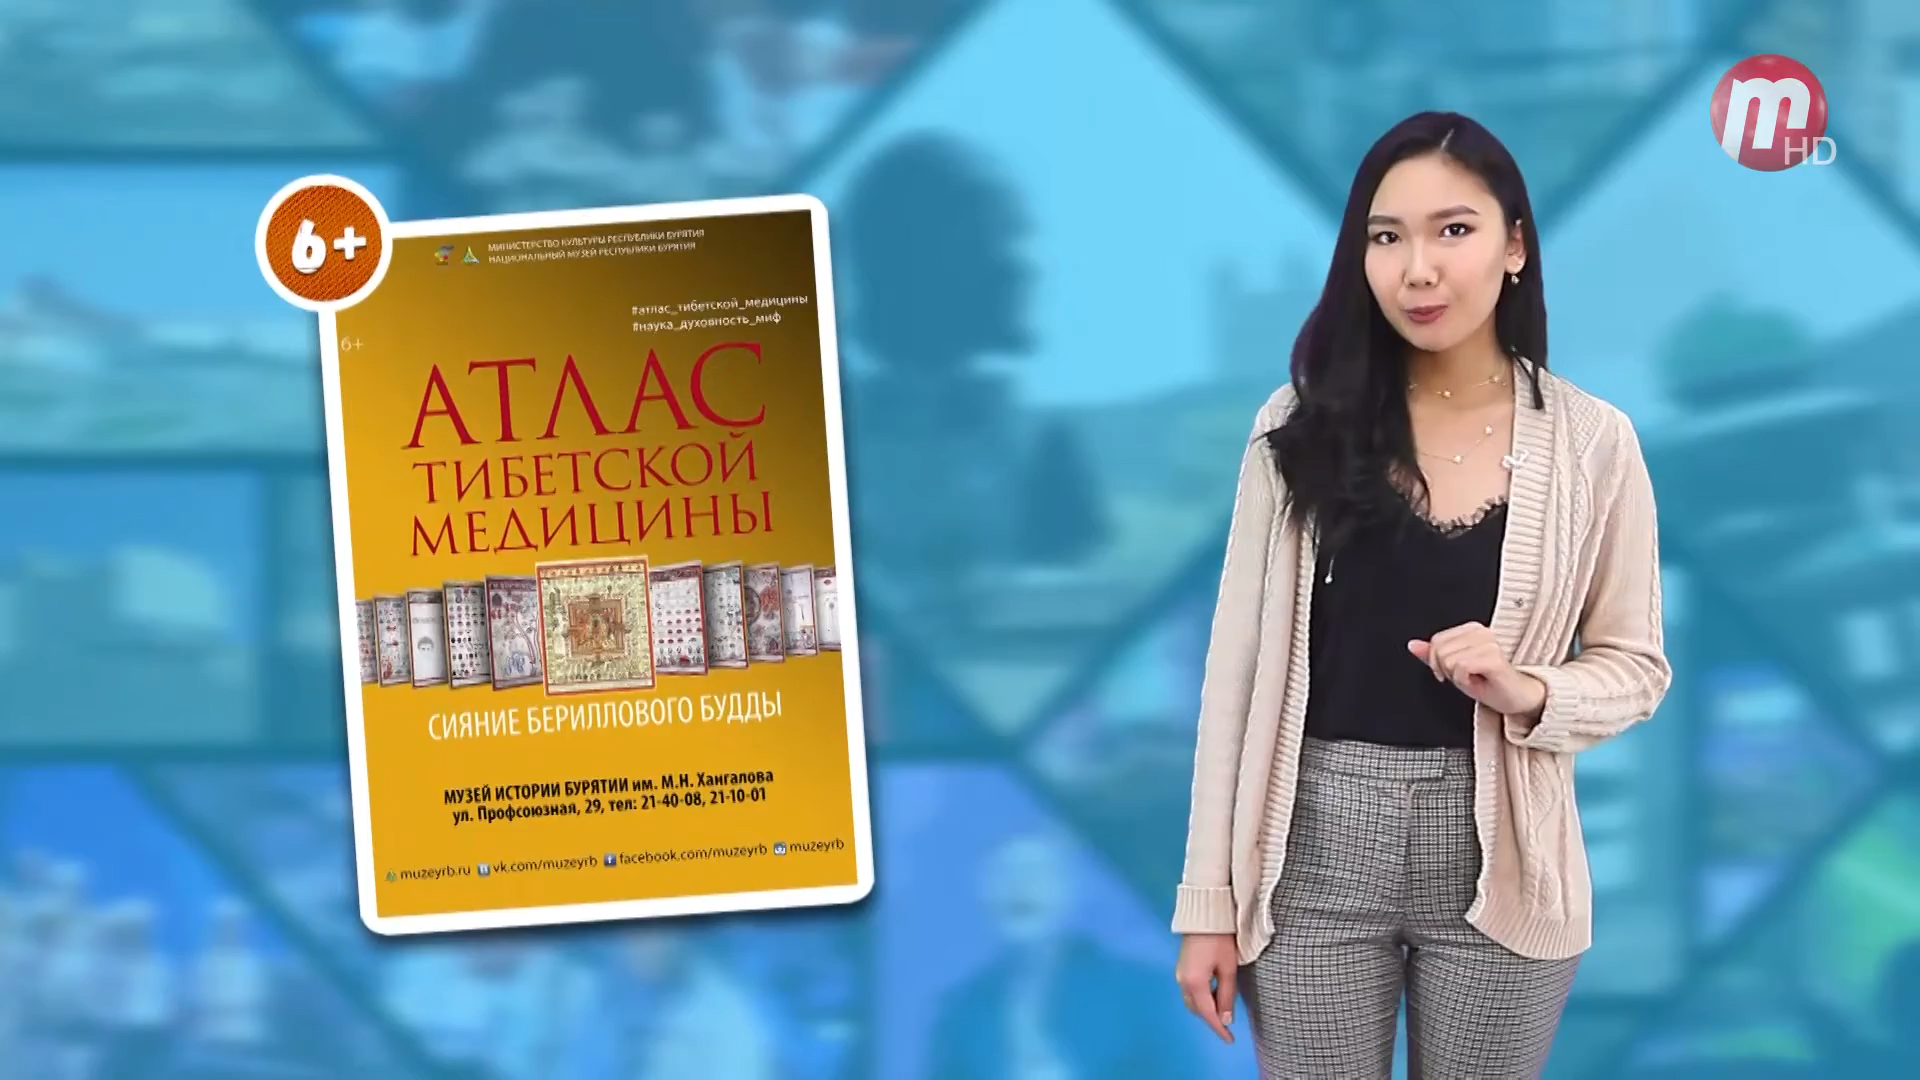 6+
МИНИСТЕРСТВО КУЛЬТУРЫ РЕСПУБЛИКИ БУРЯТИЯ
НАЦИОНАЛЬНЫЙ МУЗЕЙ РЕСПУБЛИКИ БУРЯТИЯ
#атлас_тибетской_медицины
#наука_духовность_миф
6+
АТЛАС
ТИБЕТСКОЙ
МЕДИЦИНЫ
СИЯНИЕ БЕРИЛЛОВОГО БУДДЫ
МУЗЕЙ ИСТОРИИ БУРЯТИИ им. М.Н. Хангалова
ул. Профсоюзная, 29, тел: 21-40-08, 21-10-01
muzeyrb.ru vk.com/muzeyrb facebook.com/muzeyrb muzeyrb
m HD